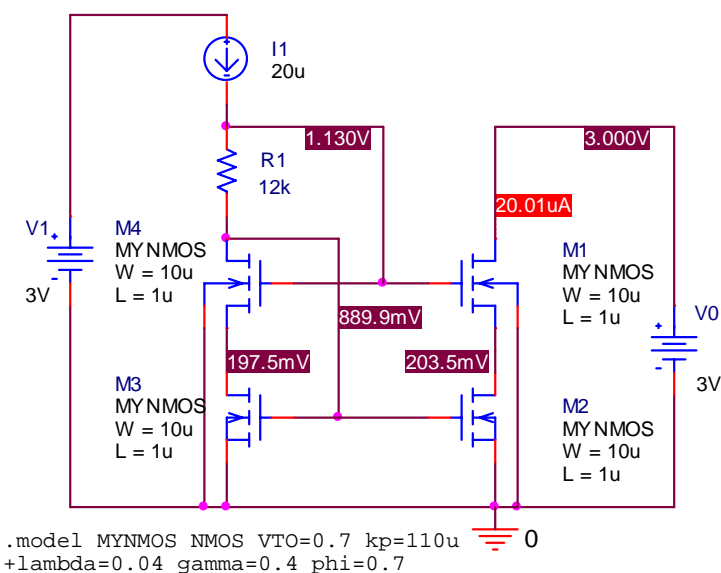 I1
20u
1.130V
3.000V
R1
12k
20.01uA
V1
+
-
3V
M4
MYNMOS
W = 10u
L = 1u
M1
MYNMOS
W = 10u
L = 1u
889.9mV
V0
+
-
3V
197.5mV
203.5mV
M3
MYNMOS
W = 10u
L = 1u
M2
MYNMOS
W = 10u
L = 1u
0
.model MYNMOS NMOS VTO=0.7 kp=110u
+lambda=0.04 gamma=0.4 phi=0.7